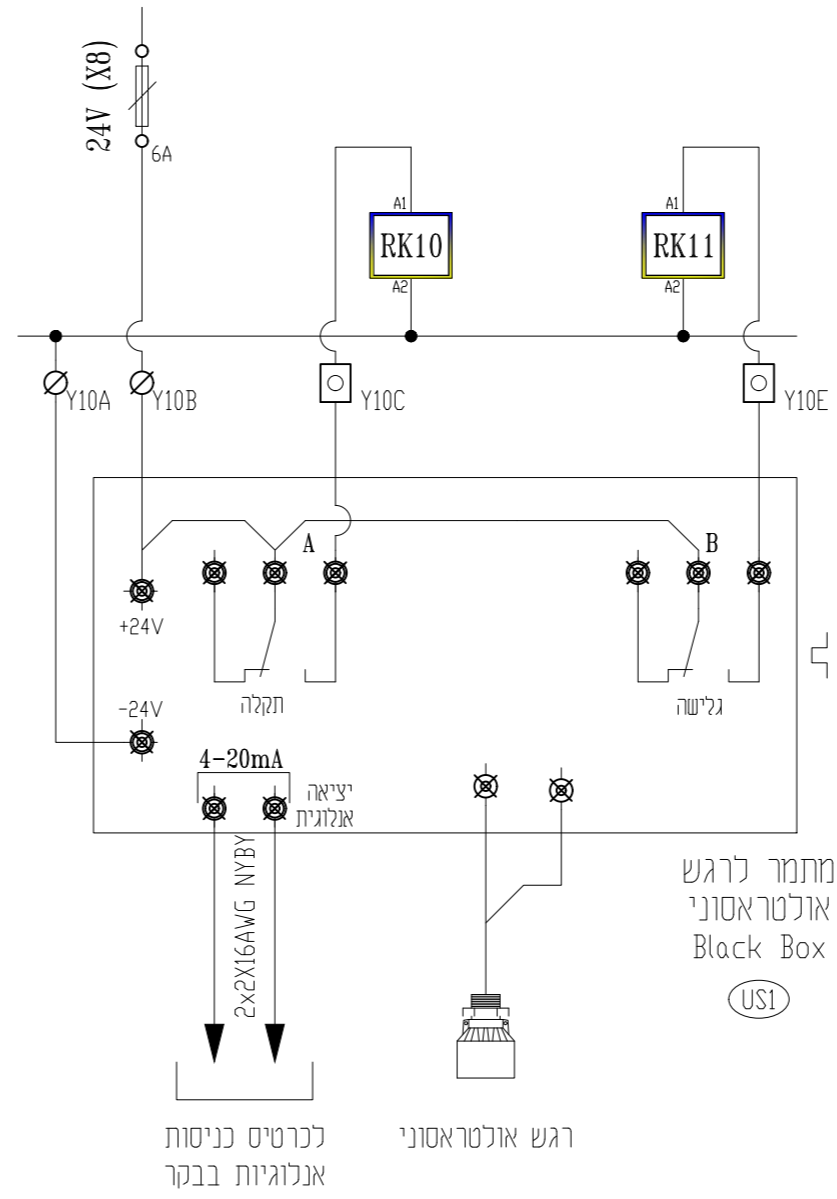 24V (X8)
6A
A1
RK10
A2
A1
RK11
A2
Y10A
Y10B
Y10C
Y10E
A
B
+24V
תקלה
גלישה
-24V
4-20mA
יציאה
אנלוגית
2x2X16AWG NYBY
מתמר לרגש
אולטראסוני
Black Box
US1
לכרטיס כניסות
אנלוגיות בבקר
רגש אולטראסוני